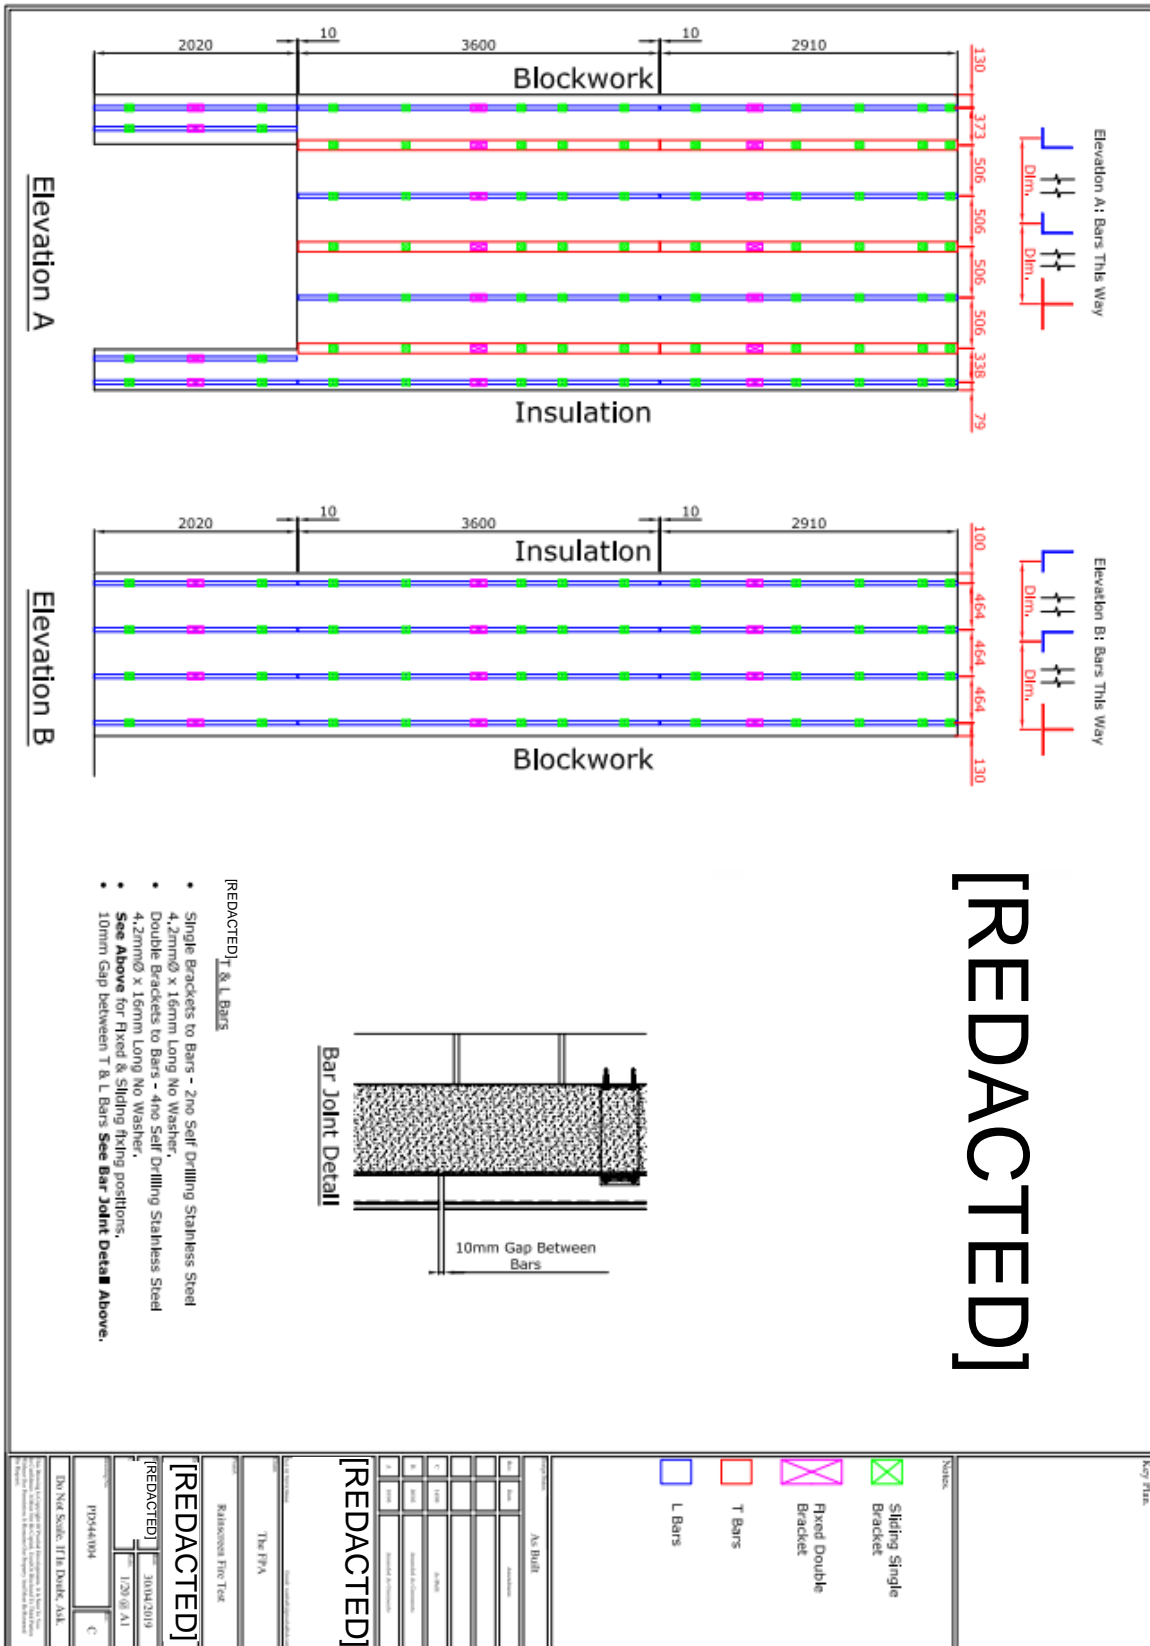 2020
10
3600
10
2910
Blockwork
130
373
506
506
506
506
338
79
Insulation
Elevation A
Elevation A: Bars This Way
Dim.
Dim.
2020
10
3600
10
2910
Insulation
100
464
464
464
130
Blockwork
Elevation B
Elevation B: Bars This Way
Dim.
Dim.
[REDACTED]
Bar Joint Detail
10mm Gap Between
Bars
[REDACTED]T & L Bars
• Single Brackets to Bars - 2no Self Drilling Stainless Steel
4.2mmØ x 16mm Long No Washer.
• Double Brackets to Bars - 4no Self Drilling Stainless Steel
4.2mmØ x 16mm Long No Washer.
• See Above for Fixed & Sliding fixing positions.
• 10mm Gap between T & L Bars See Bar Joint Detail Above.
Key Plan.
Notes.
Sliding Single
Bracket
Fixed Double
Bracket
T Bars
L Bars
As Built
[REDACTED]
The FPA
Rainscreen Fire Test
[REDACTED]
[REDACTED]
30/04/2019
1/20 @ A1
PD544/004
C
Do Not Scale. If In Doubt, Ask.